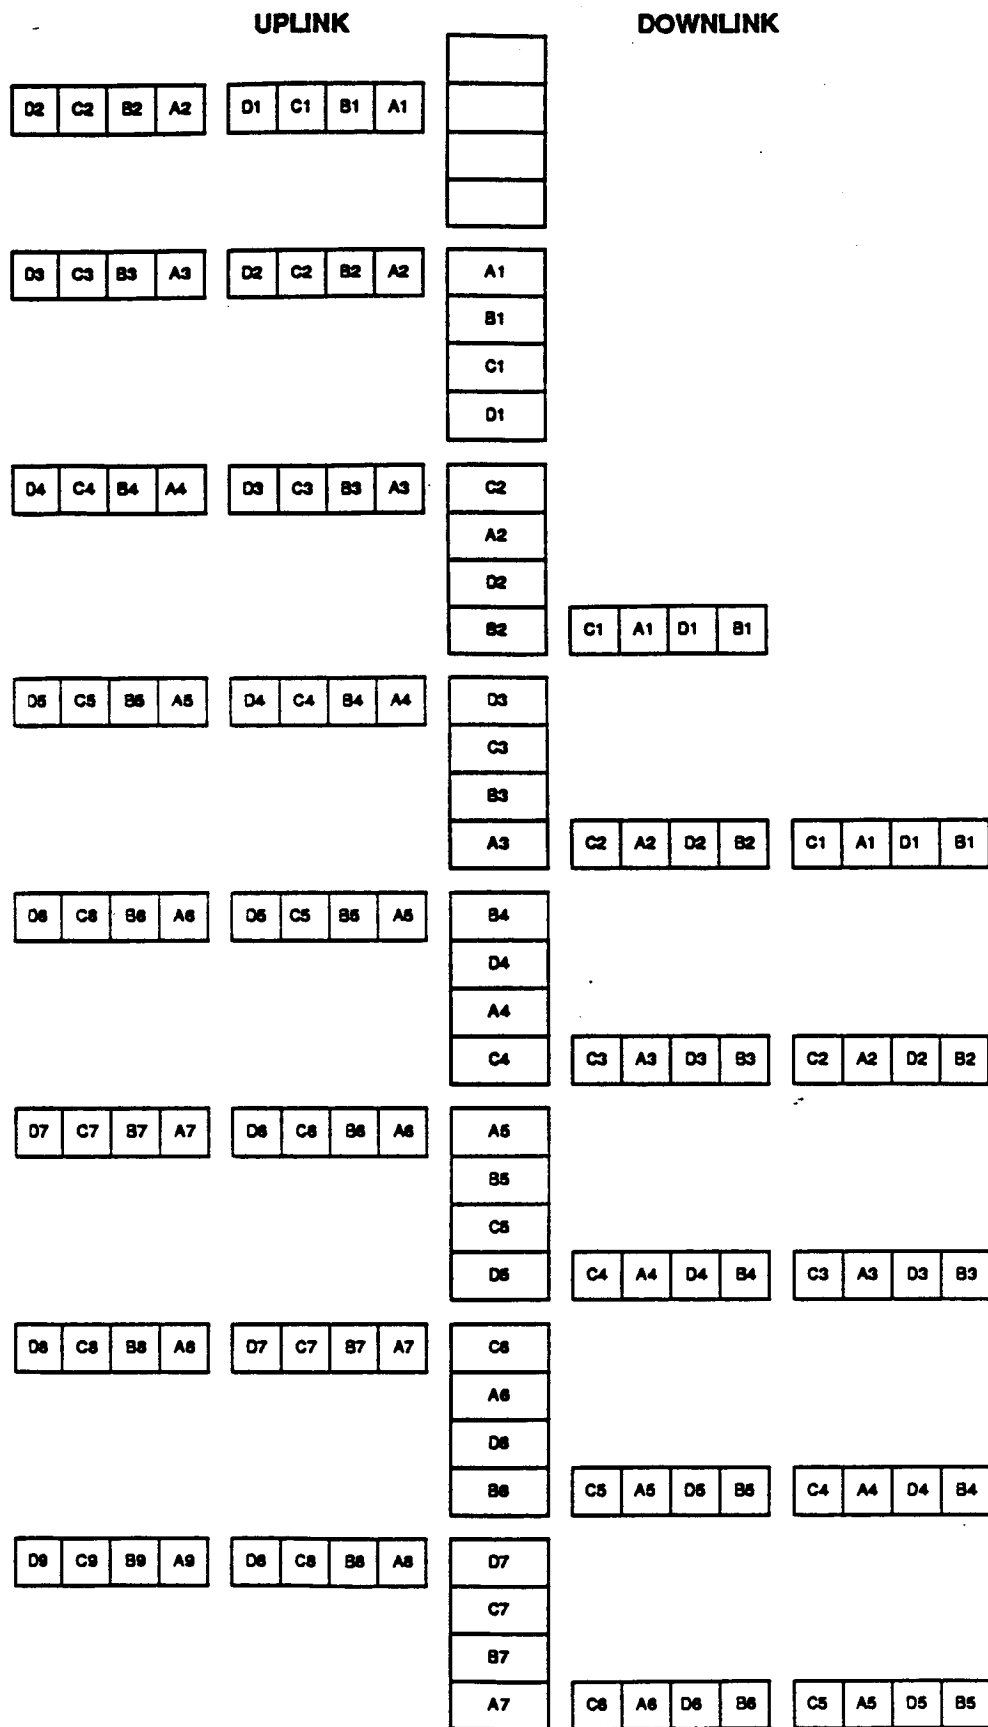 UPLINK DOWNLINK
D2 C2 B2 A2 D1 C1 B1 A1
D3 C3 B3 A3 D2 C2 B2 A2 A1
B1
C1
D1
D4 C4 B4 A4 D3 C3 B3 A3 C2
A2
D2
B2 C1 A1 D1 B1
D5 C5 B5 A5 D4 C4 B4 A4 D3
C3
B3
A3 C2 A2 D2 B2 C1 A1 D1 B1
D6 C6 B6 A6 D5 C5 B5 A5 B4
D4
A4
C4 C3 A3 D3 B3 C2 A2 D2 B2
D7 C7 B7 A7 D6 C6 B6 A6 A5
B5
C5
D5 C4 A4 D4 B4 C3 A3 D3 B3
D8 C8 B8 A8 D7 C7 B7 A7 C6
A6
D6
B6 C5 A5 D5 B5 C4 A4 D4 B4
D9 C9 B9 A9 D8 C8 B8 A8 D7
C7
B7
A7 C6 A6 D6 B6 C5 A5 D5 B5